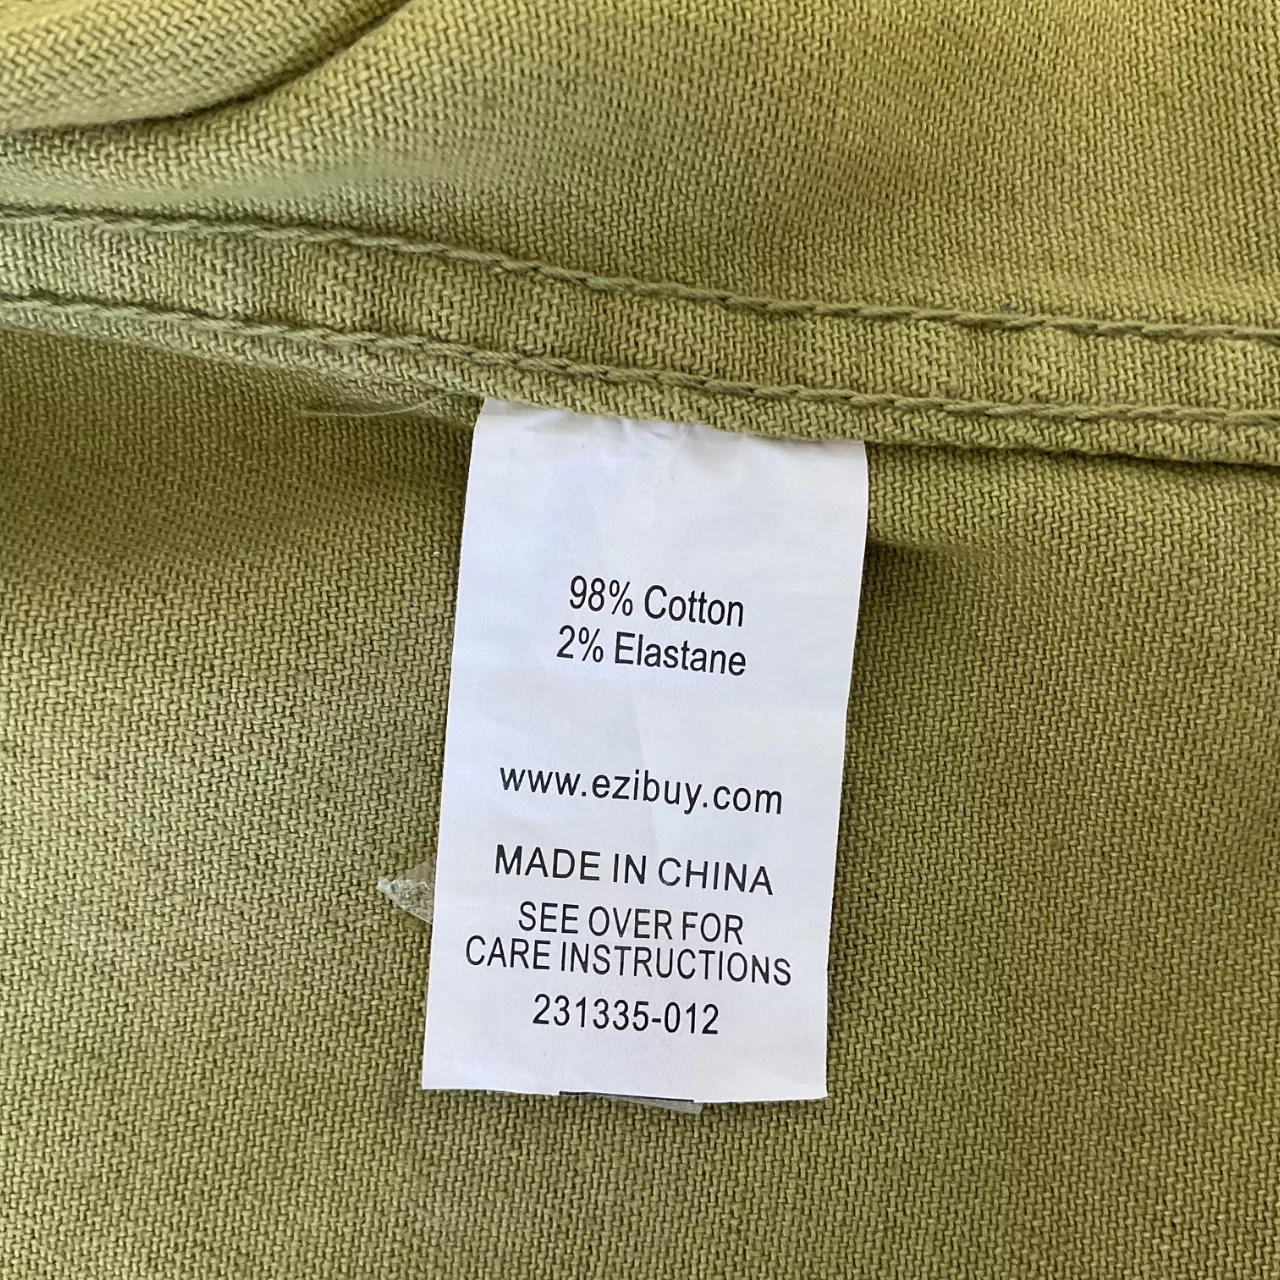 98% Cotton
2% Elastane
www.ezibuy.com
MADE IN CHINA
SEE OVER FOR
CARE INSTRUCTIONS
231335-012